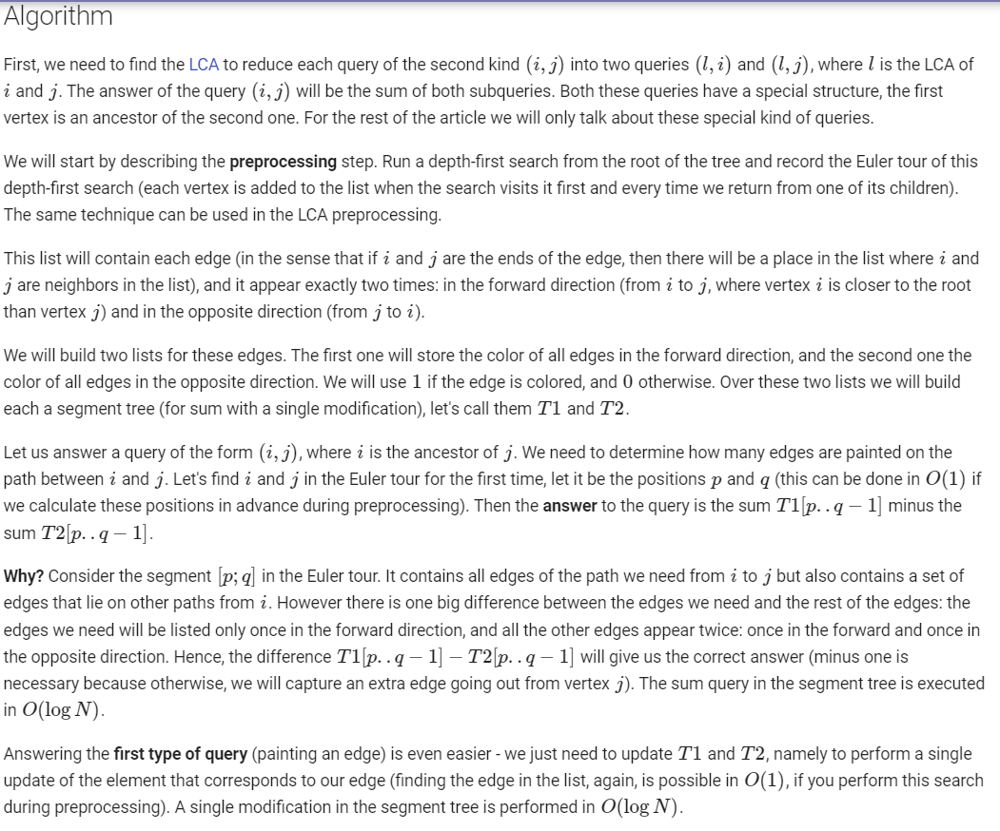 Algorithm
First, we need to find the LCA to reduce each query of the second kind (i, j) into two queries (l, i) and (l, j), where l is the LCA of
i and j. The answer of the query (i, j) will be the sum of both subqueries. Both these queries have a special structure, the first
vertex is an ancestor of the second one. For the rest of the article we will only talk about these special kind of queries.
We will start by describing the preprocessing step. Run a depth-first search from the root of the tree and record the Euler tour of this
depth-first search (each vertex is added to the list when the search visits it first and every time we return from one of its children).
The same technique can be used in the LCA preprocessing.
This list will contain each edge (in the sense that if i and j are the ends of the edge, then there will be a place in the list where i and
j are neighbors in the list), and it appear exactly two times: in the forward direction (from i to j, where vertex i is closer to the root
than vertex j) and in the opposite direction (from j to i).
We will build two lists for these edges. The first one will store the color of all edges in the forward direction, and the second one the
color of all edges in the opposite direction. We will use 1 if the edge is colored, and 0 otherwise. Over these two lists we will build
each a segment tree (for sum with a single modification), let's call them T1 and T2.
Let us answer a query of the form (i, j), where i is the ancestor of j. We need to determine how many edges are painted on the
path between i and j. Let's find i and j in the Euler tour for the first time, let it be the positions p and q (this can be done in O(1) if
we calculate these positions in advance during preprocessing). Then the answer to the query is the sum T1[p. . q − 1] minus the
sum T2[p. . q − 1].
Why? Consider the segment [p; q] in the Euler tour. It contains all edges of the path we need from i to j but also contains a set of
edges that lie on other paths from i. However there is one big difference between the edges we need and the rest of the edges: the
edges we need will be listed only once in the forward direction, and all the other edges appear twice: once in the forward and once in
the opposite direction. Hence, the difference T1[p. . q − 1] − T2[p. . q − 1] will give us the correct answer (minus one is
necessary because otherwise, we will capture an extra edge going out from vertex j). The sum query in the segment tree is executed
in O(log N).
Answering the first type of query (painting an edge) is even easier - we just need to update T1 and T2, namely to perform a single
update of the element that corresponds to our edge (finding the edge in the list, again, is possible in O(1), if you perform this search
during preprocessing). A single modification in the segment tree is performed in O(log N).